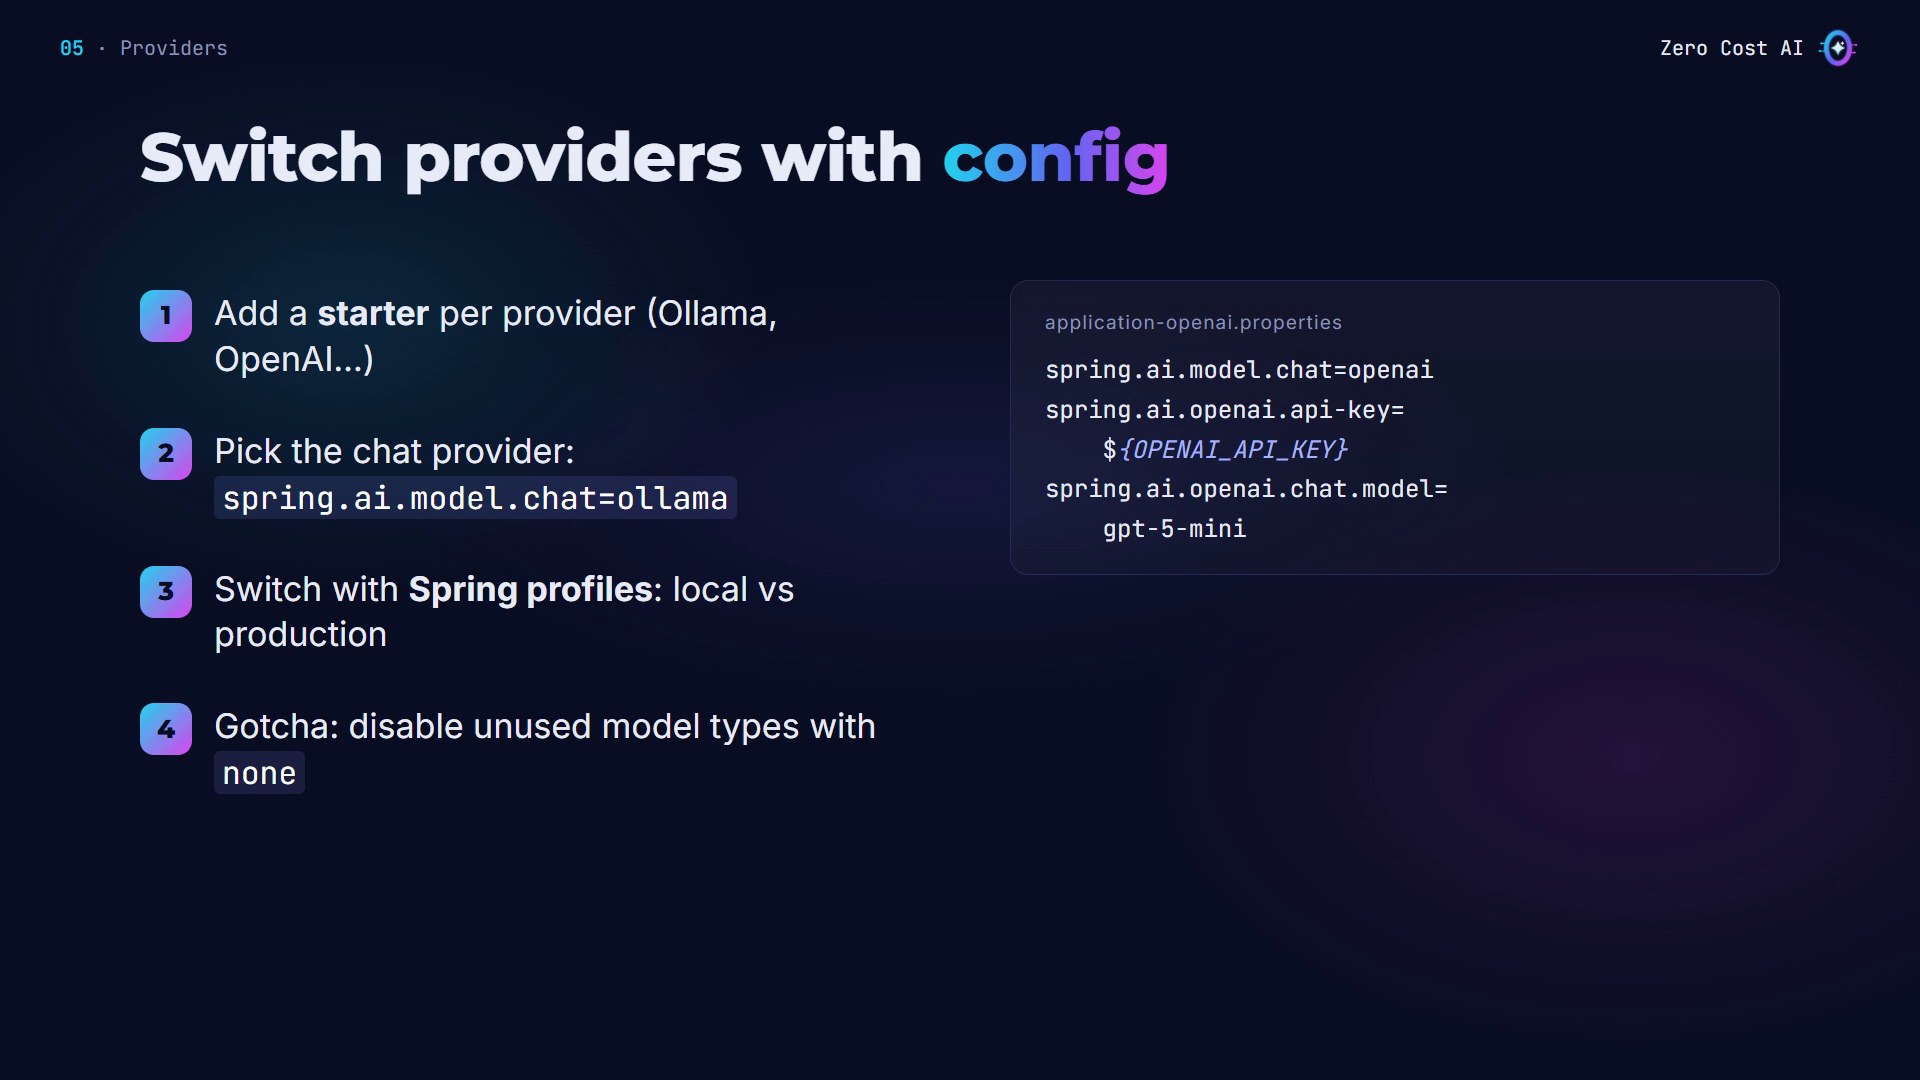 05 · Providers
Zero Cost AI
Switch providers with config
1 Add a starter per provider (Ollama,
OpenAI...)
2 Pick the chat provider:
spring.ai.model.chat=ollama
3 Switch with Spring profiles: local vs
production
4 Gotcha: disable unused model types with
none
application-openai.properties
spring.ai.model.chat=openai
spring.ai.openai.api-key=
${OPENAI_API_KEY}
spring.ai.openai.chat.model=
gpt-5-mini